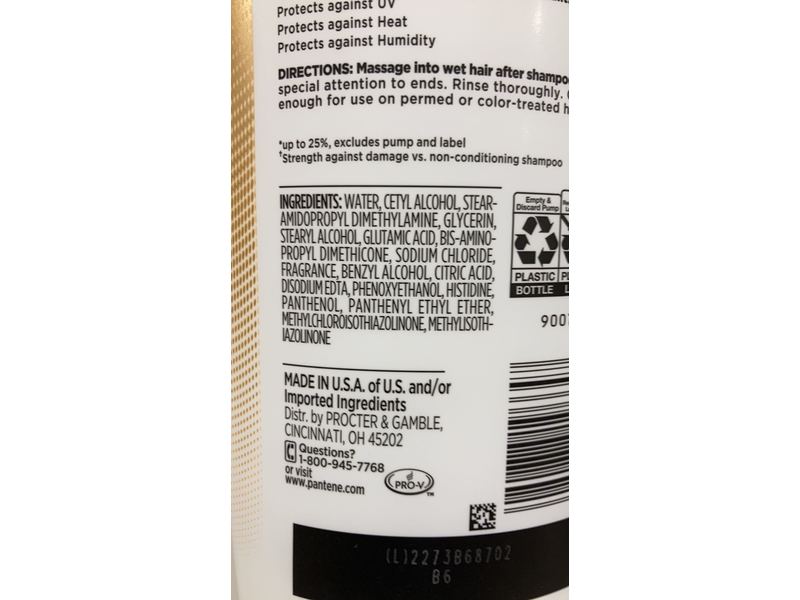 Protects against UV
Protects against Heat
Protects against Humidity
DIRECTIONS: Massage into wet hair after
special attention to ends. Rinse thoroughly.
enough for use on permed or color-treated
*up to 25%, excludes pump and label
†Strength against damage vs. non-conditioning shampoo
INGREDIENTS: WATER, CETYL ALCOHOL, STEAR-
AMIDOPROPYL DIMETHYLAMINE, GLYCERIN,
STEARYL ALCOHOL, GLUTAMIC ACID, BIS-AMINO-
PROPYL DIMETHICONE, SODIUM CHLORIDE,
FRAGRANCE, BENZYL ALCOHOL, CITRIC ACID,
DISODIUM EDTA, PHENOXYETHANOL, HISTIDINE,
PANTHENOL, PANTHENYL ETHYL ETHER,
METHYLCHLOROISOTHIAZOLINONE, METHYLISOTH-
IAZOLINONE
Empty &
Discard Pump
PLASTIC
BOTTLE
9007
MADE IN U.S.A. of U.S. and/or
Imported Ingredients
Distr. by PROCTER & GAMBLE,
CINCINNATI, OH 45202
Questions?
1-800-945-7768
or visit
www.pantene.com
PRO-V™
(L)2273B68702
B6